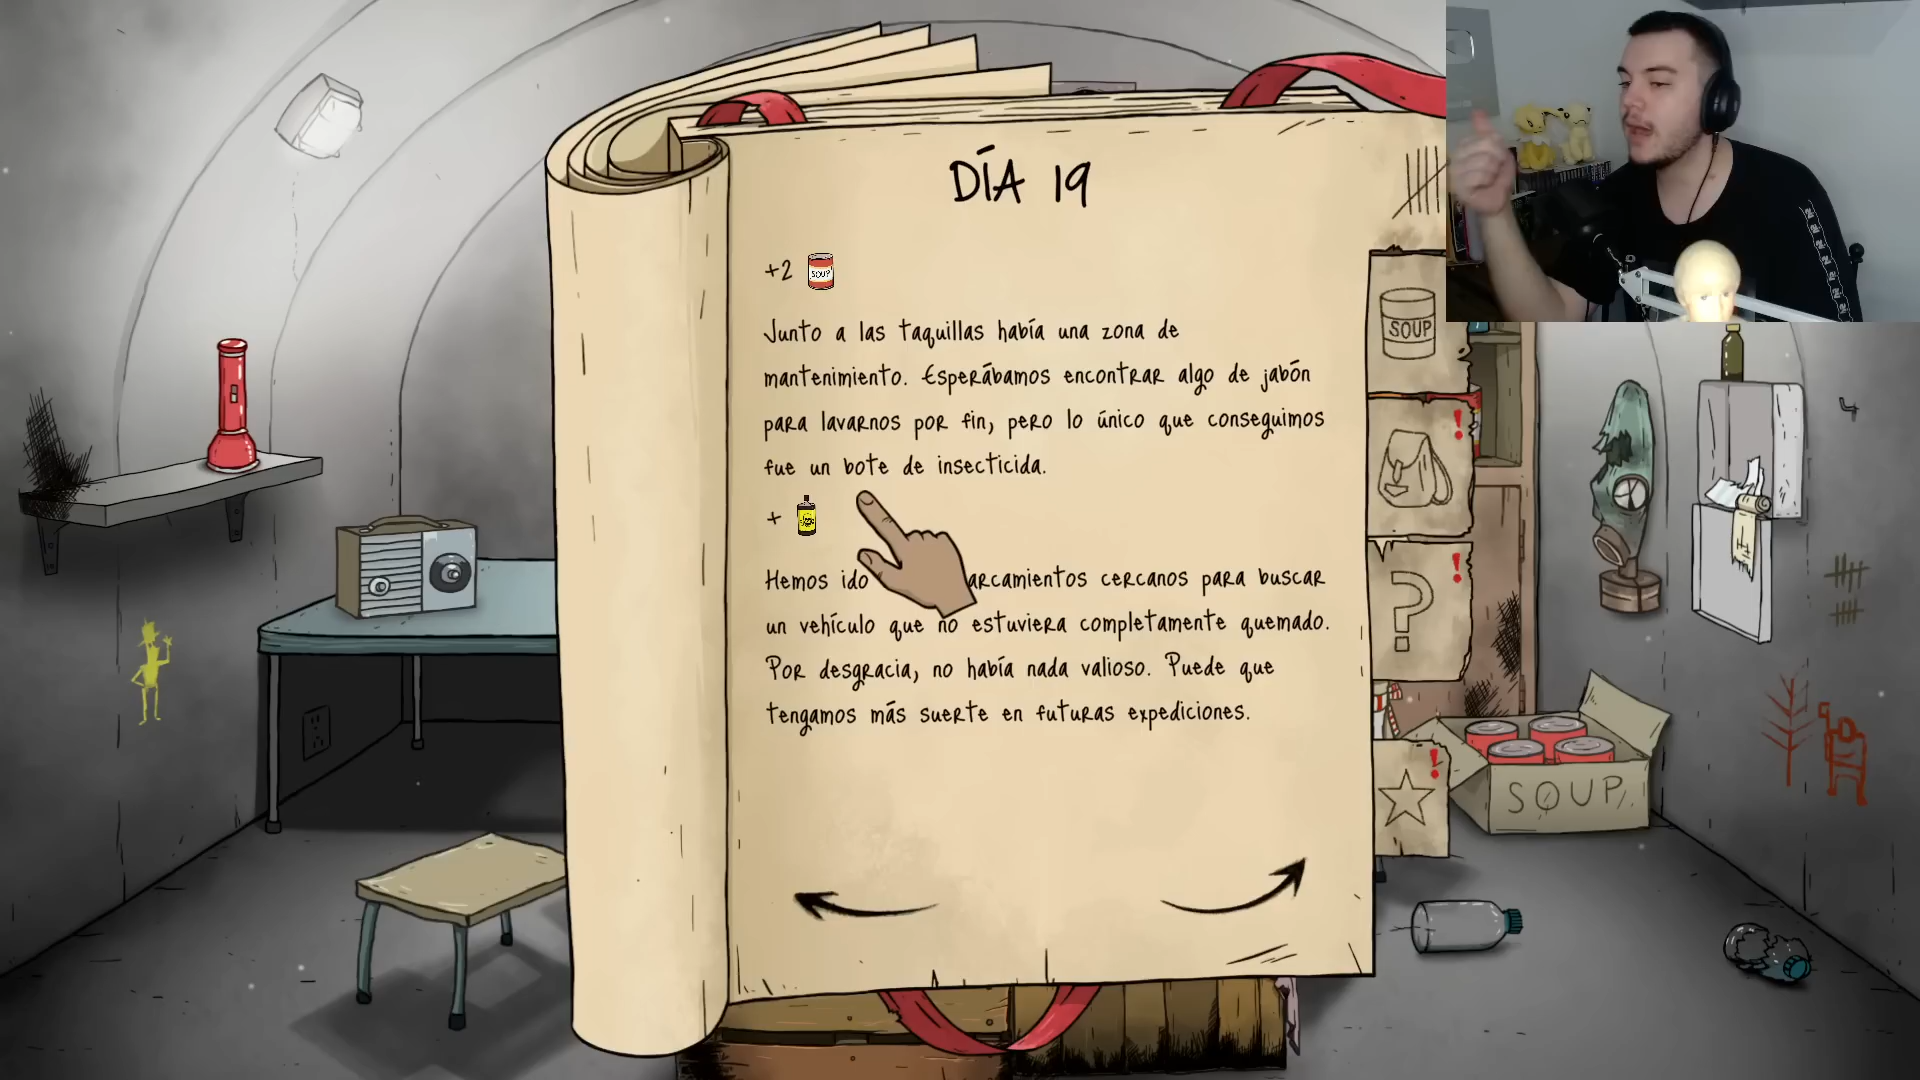 DÍA 19
+2 SOUP
Junto a las taquillas había una zona de
mantenimiento. Esperábamos encontrar algo de jabón
para lavarnos por fin, pero lo único que conseguimos
fue un bote de insecticida.
+
Hemos ido arcamientos cercanos para buscar
un vehículo que no estuviera completamente quemado.
Por desgracia, no había nada valioso. Puede que
tengamos más suerte en futuras expediciones.
SOUP
?
SOUP